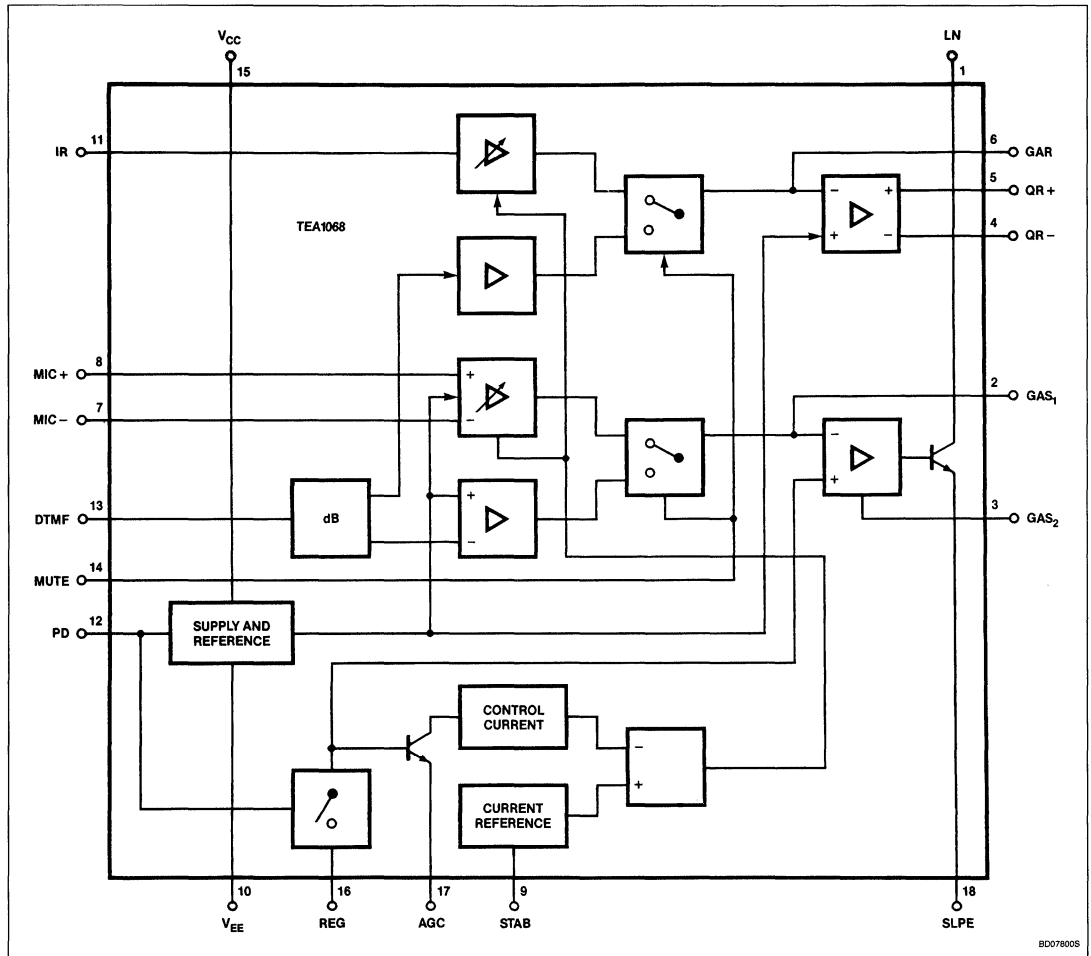 VCC
LN
15
1
11
IR
6
GAR
5
QR+
TEA1068
- +
4
QR−
+ −
8
MIC+
+
2
GAS1
7
MIC−
−
−
+
13
DTMF
dB
+
−
3
GAS2
14
MUTE
12
PD
SUPPLY AND
REFERENCE
CONTROL
CURRENT
−
+
CURRENT
REFERENCE
10
16
17
9
18
VEE
REG
AGC
STAB
SLPE
BD07800S